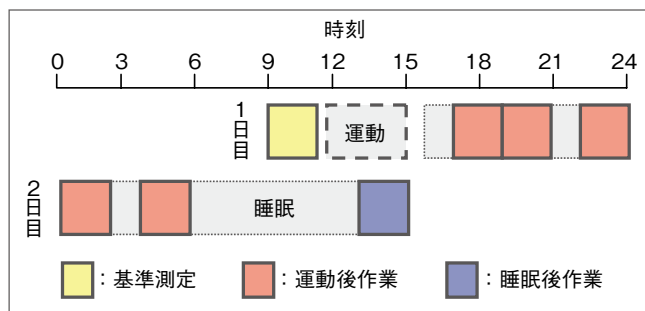 時刻
0 3 6 9 12 15 18 21 24
1日目
運動
2日目
睡眠
：基準測定 ：運動後作業 ：睡眠後作業